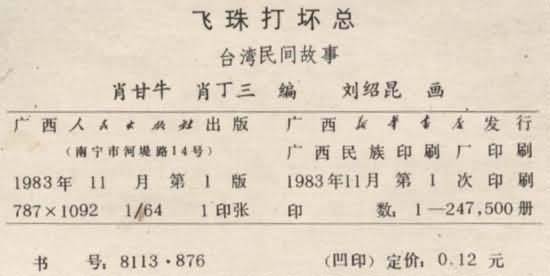 飞珠打坏总
台湾民间故事
肖甘牛 肖丁三 编 刘绍昆 画
广西人民出版社出版 广西新华书店发行
(南宁市河堤路14号) 广西民族印刷厂印刷
1983年11月第1版 1983年11月第1次印刷
787×1092 1/64 1印张 印数:1—247,500册
书号:8113·876 (凹印)定价:0.12元